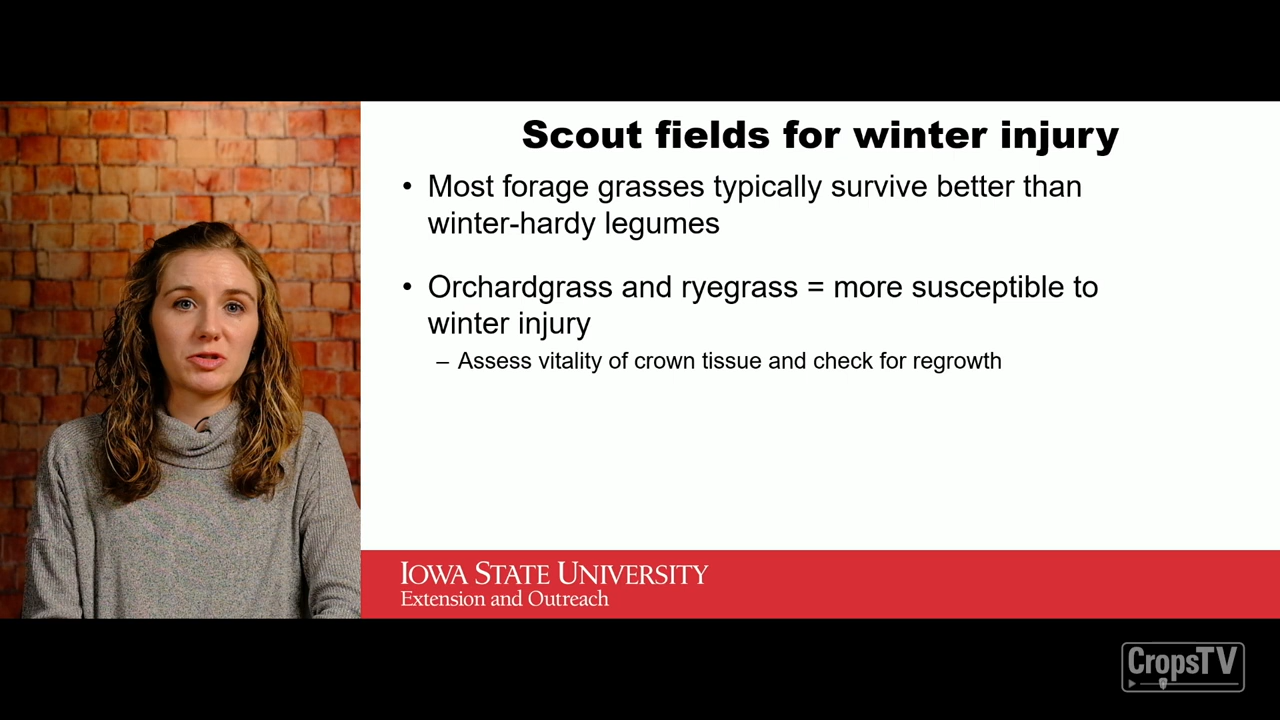 Scout fields for winter injury
• Most forage grasses typically survive better than
winter-hardy legumes
• Orchardgrass and ryegrass = more susceptible to
winter injury
– Assess vitality of crown tissue and check for regrowth
IOWA STATE UNIVERSITY
Extension and Outreach
CropsTV